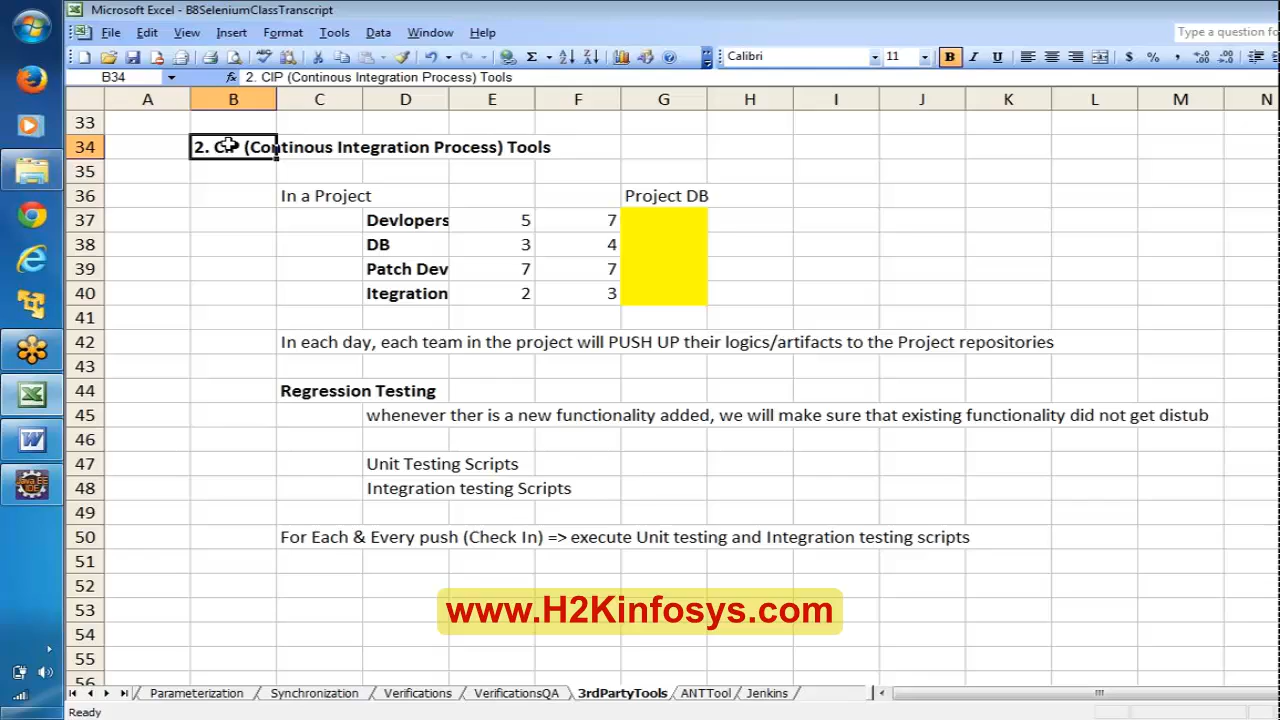 Microsoft Excel - B8SeleniumClassTranscript
File Edit View Insert Format Tools Data Window Help
Type a question fo
Calibri 11 B I U $ % ,
B34 fx 2. CIP (Continous Integration Process) Tools
A B C D E F G H I J K L M N
33
34 2. CIP (Continous Integration Process) Tools
35
36 In a Project Project DB
37 Devlopers 5 7
38 DB 3 4
39 Patch Dev 7 7
40 Itegration 2 3
41
42 In each day, each team in the project will PUSH UP their logics/artifacts to the Project repositories
43
44 Regression Testing
45 whenever ther is a new functionality added, we will make sure that existing functionality did not get distub
46
47 Unit Testing Scripts
48 Integration testing Scripts
49
50 For Each & Every push (Check In) => execute Unit testing and Integration testing scripts
51
52
53
54
55
56
www.H2Kinfosys.com
Parameterization Synchronization Verifications VerificationsQA 3rdPartyTools ANTTool Jenkins
Ready
Java EE
IDE